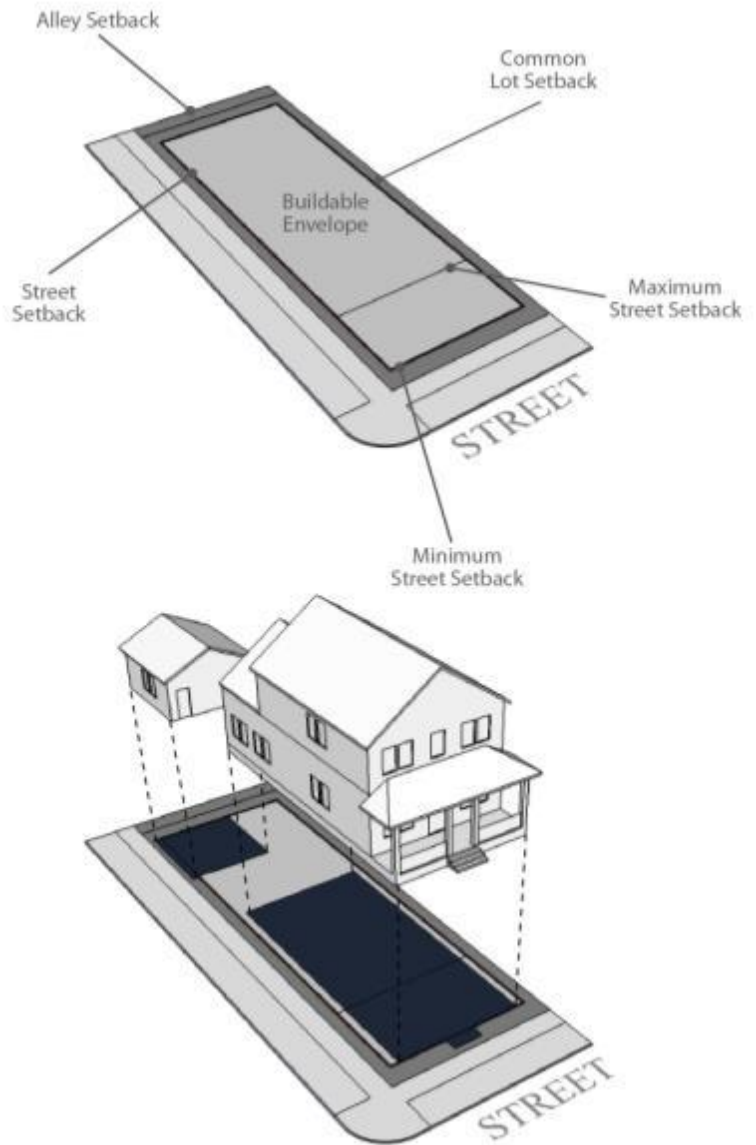 Alley Setback
Common
Lot Setback
Buildable
Envelope
Street
Setback
Maximum
Street Setback
STREET
Minimum
Street Setback
STREET